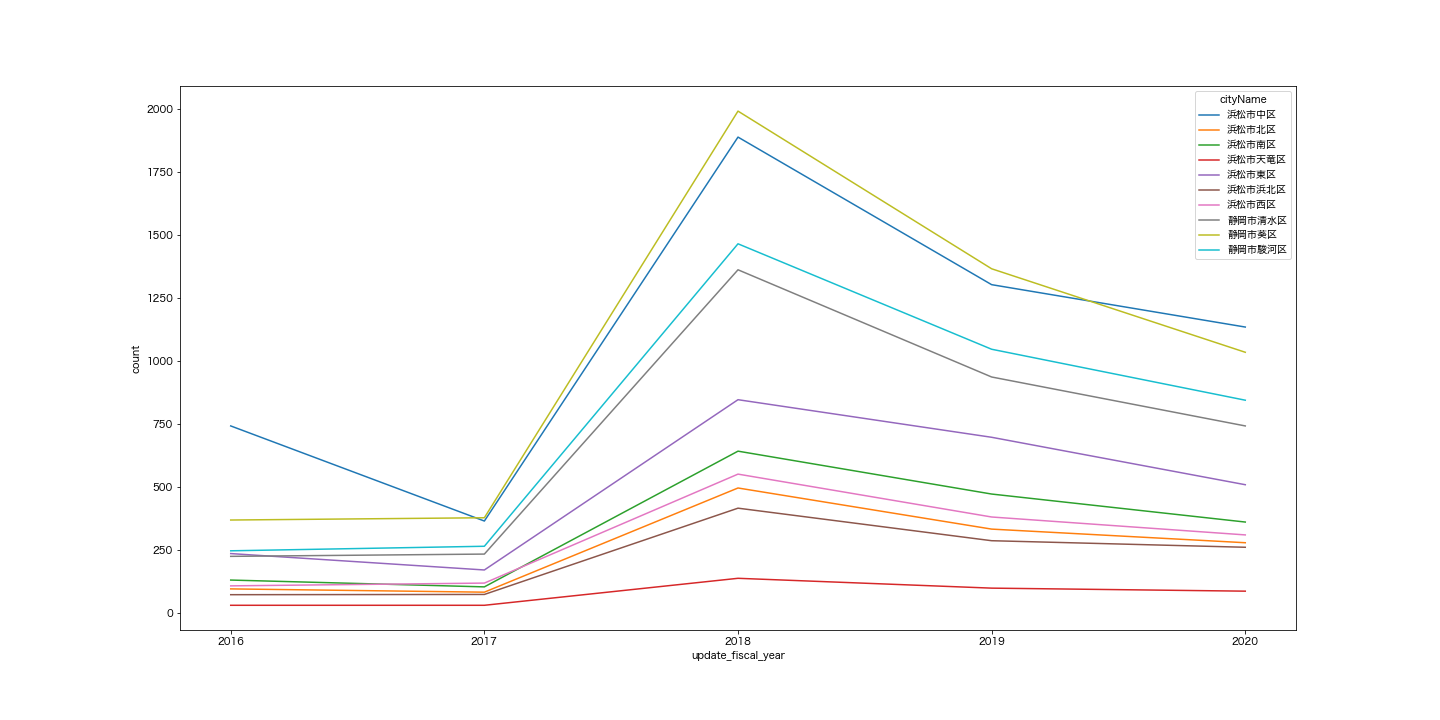 cityName
浜松市中区
浜松市北区
浜松市南区
浜松市天竜区
浜松市東区
浜松市浜北区
浜松市西区
静岡市清水区
静岡市葵区
静岡市駿河区
2000
1750
1500
1250
1000
750
500
250
0
count
2016 2017 2018 2019 2020
update_fiscal_year